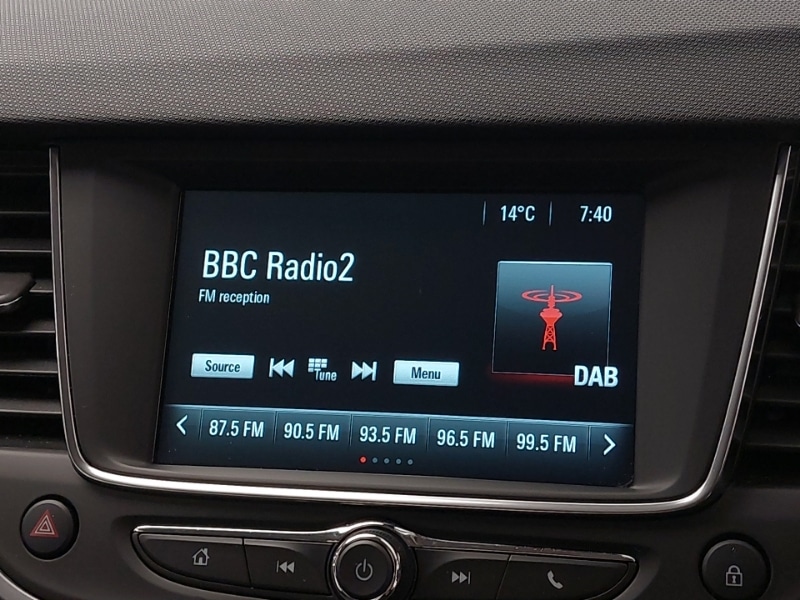 14°C 7:40
BBC Radio2
FM reception
Source Tune Menu
DAB
87.5 FM 90.5 FM 93.5 FM 96.5 FM 99.5 FM